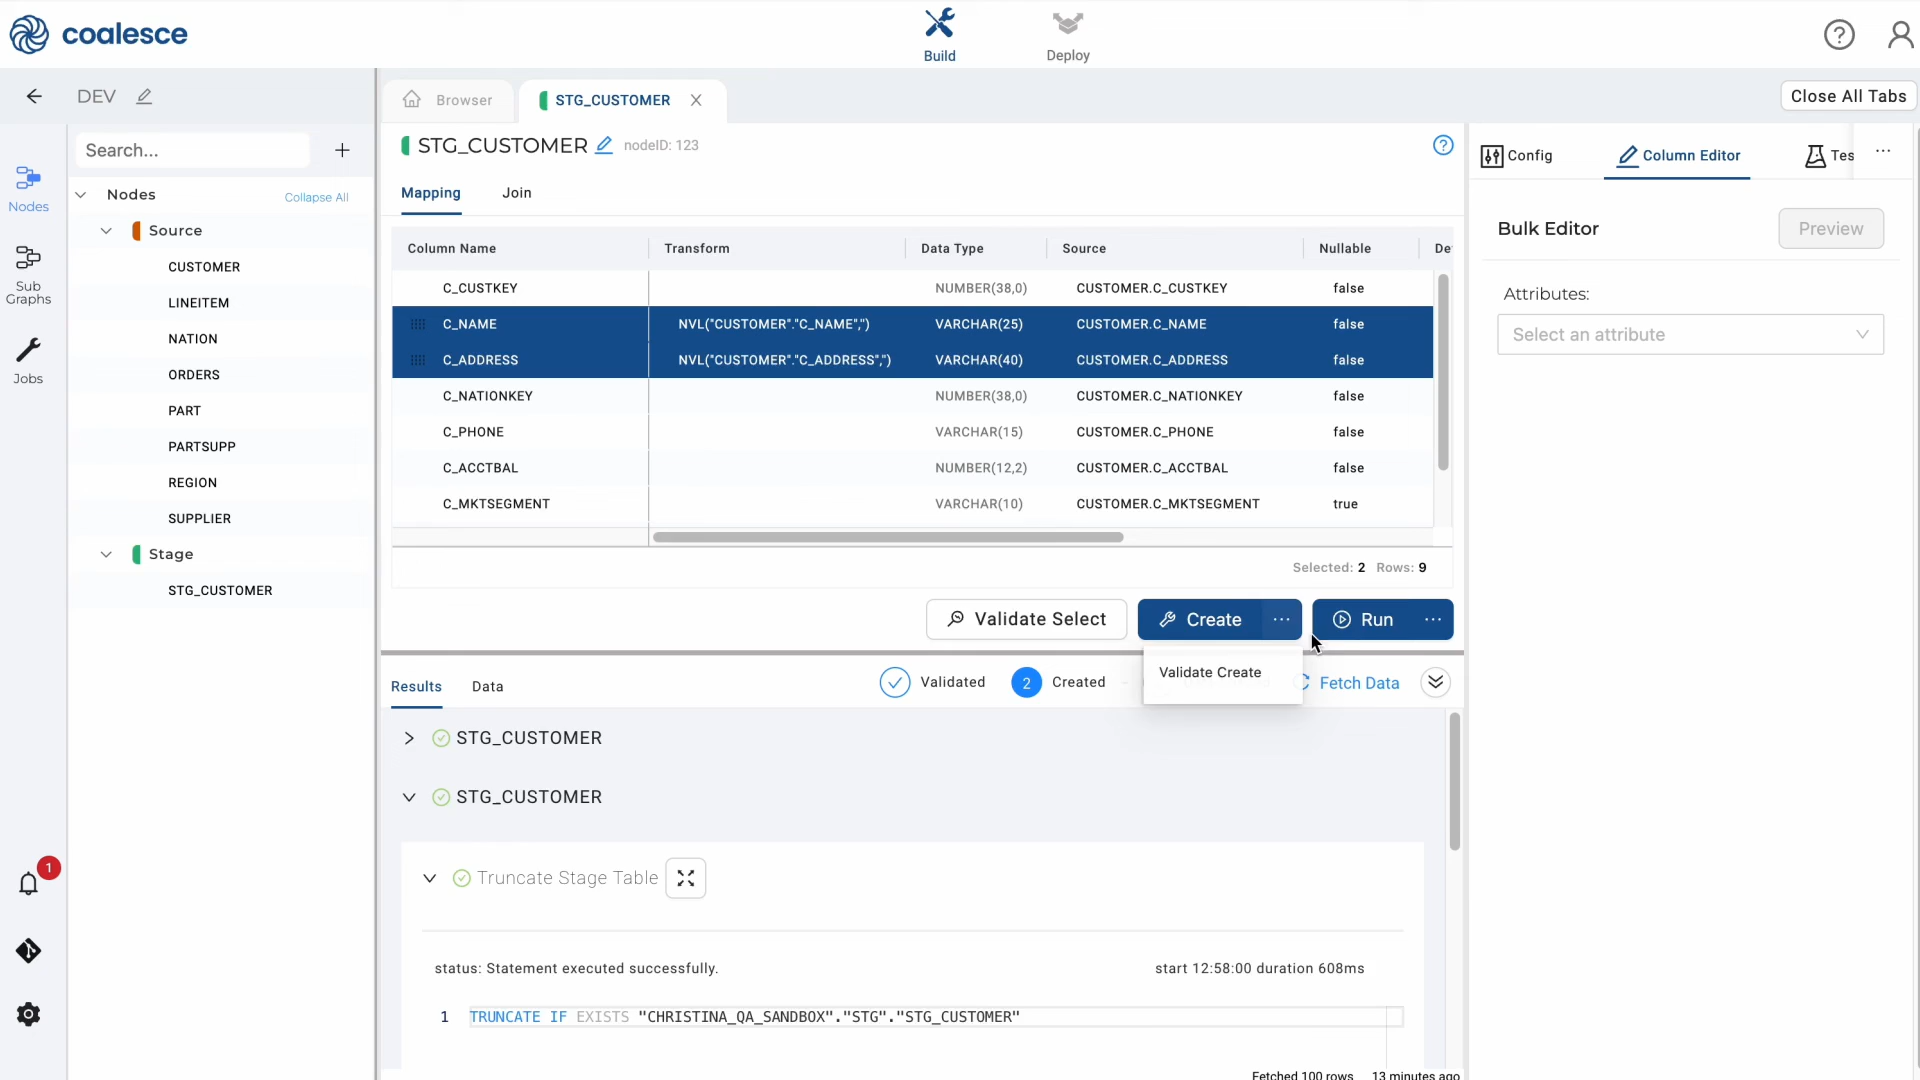 coalesce
Build
Deploy
DEV
Browser
STG_CUSTOMER
Close All Tabs
Search...
Nodes
Collapse All
Source
CUSTOMER
LINEITEM
NATION
ORDERS
PART
PARTSUPP
REGION
SUPPLIER
Stage
STG_CUSTOMER
Nodes
Sub
Graphs
Jobs
1
STG_CUSTOMER nodeID: 123
Mapping Join
Column Name Transform Data Type Source Nullable De
C_CUSTKEY NUMBER(38,0) CUSTOMER.C_CUSTKEY false
C_NAME NVL("CUSTOMER"."C_NAME",'') VARCHAR(25) CUSTOMER.C_NAME false
C_ADDRESS NVL("CUSTOMER"."C_ADDRESS",'') VARCHAR(40) CUSTOMER.C_ADDRESS false
C_NATIONKEY NUMBER(38,0) CUSTOMER.C_NATIONKEY false
C_PHONE VARCHAR(15) CUSTOMER.C_PHONE false
C_ACCTBAL NUMBER(12,2) CUSTOMER.C_ACCTBAL false
C_MKTSEGMENT VARCHAR(10) CUSTOMER.C_MKTSEGMENT true
Selected: 2 Rows: 9
Validate Select Create ... Run ...
Validate Create
Results Data Validated 2 Created Fetch Data
STG_CUSTOMER
STG_CUSTOMER
Truncate Stage Table
status: Statement executed successfully. start 12:58:00 duration 608ms
1 TRUNCATE IF EXISTS "CHRISTINA_QA_SANDBOX"."STG"."STG_CUSTOMER"
Fetched 100 rows 13 minutes ago
Config Column Editor Tes ...
Bulk Editor Preview
Attributes:
Select an attribute